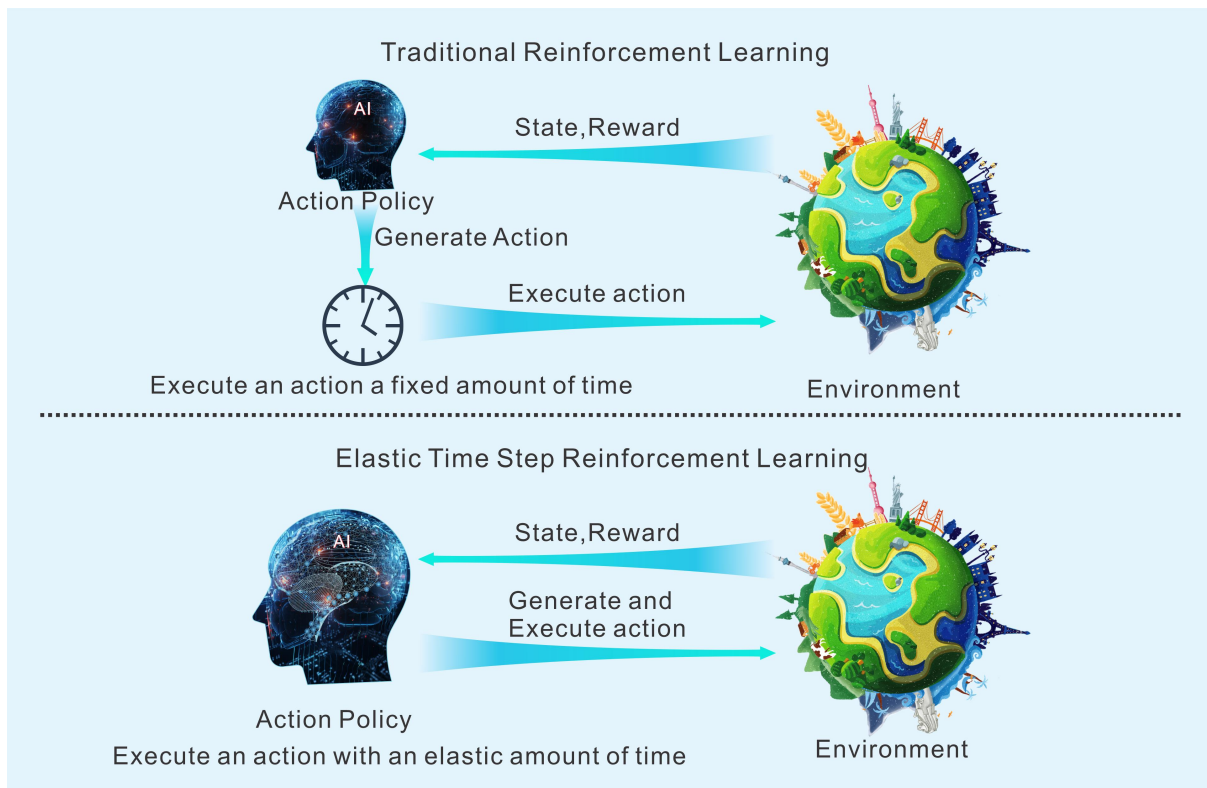 Traditional Reinforcement Learning
AI
State,Reward
Action Policy
Generate Action
Execute action
Execute an action a fixed amount of time
Environment
Elastic Time Step Reinforcement Learning
AI
State,Reward
Generate and
Execute action
Action Policy
Execute an action with an elastic amount of time
Environment